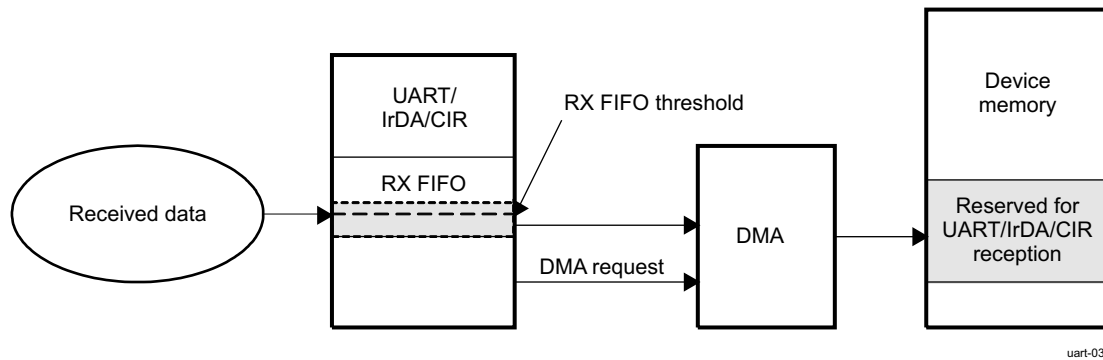 UART/
IrDA/CIR
RX FIFO threshold
Device
memory
RX FIFO
Received data
DMA
Reserved for
UART/IrDA/CIR
reception
DMA request
uart-03